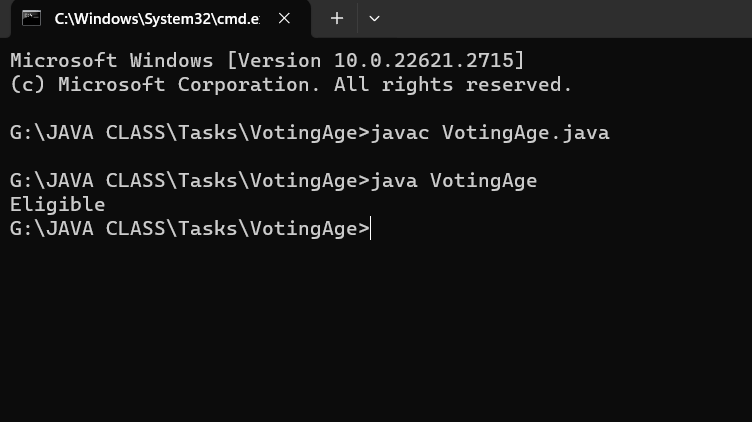 C:\Windows\System32\cmd.e
Microsoft Windows [Version 10.0.22621.2715]
(c) Microsoft Corporation. All rights reserved.
G:\JAVA CLASS\Tasks\VotingAge>javac VotingAge.java
G:\JAVA CLASS\Tasks\VotingAge>java VotingAge
Eligible
G:\JAVA CLASS\Tasks\VotingAge>